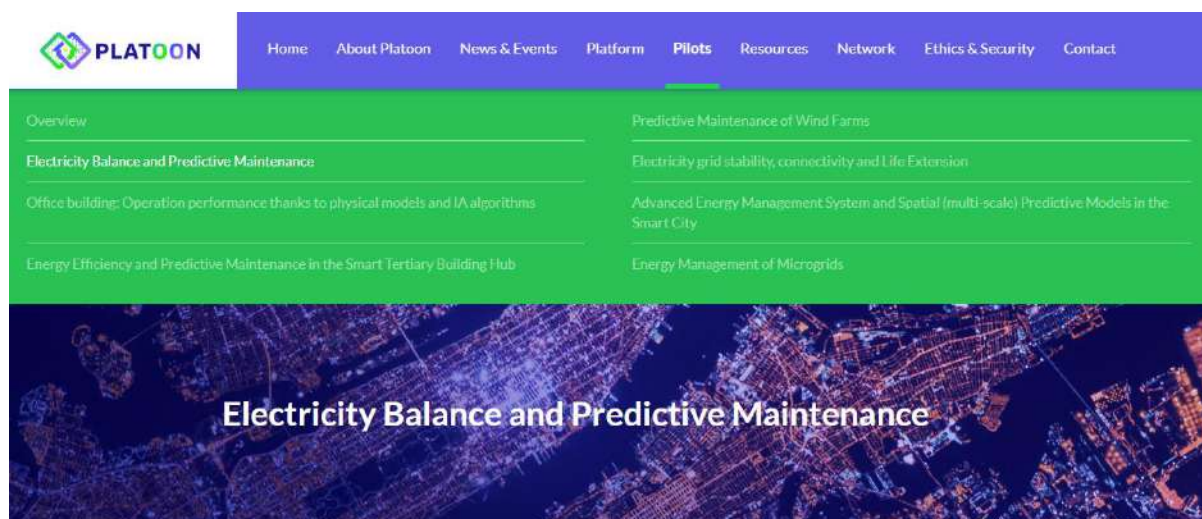 PLATOON
Home About Platoon News & Events Platform Pilots Resources Network Ethics & Security Contact
Overview
Electricity Balance and Predictive Maintenance
Office building: Operation performance thanks to physical models and IA algorithms
Energy Efficiency and Predictive Maintenance in the Smart Tertiary Building Hub
Predictive Maintenance of Wind Farms
Electricity grid stability, connectivity and Life Extension
Advanced Energy Management System and Spatial (multi-scale) Predictive Models in the
Smart City
Energy Management of Microgrids
Electricity Balance and Predictive Maintenance